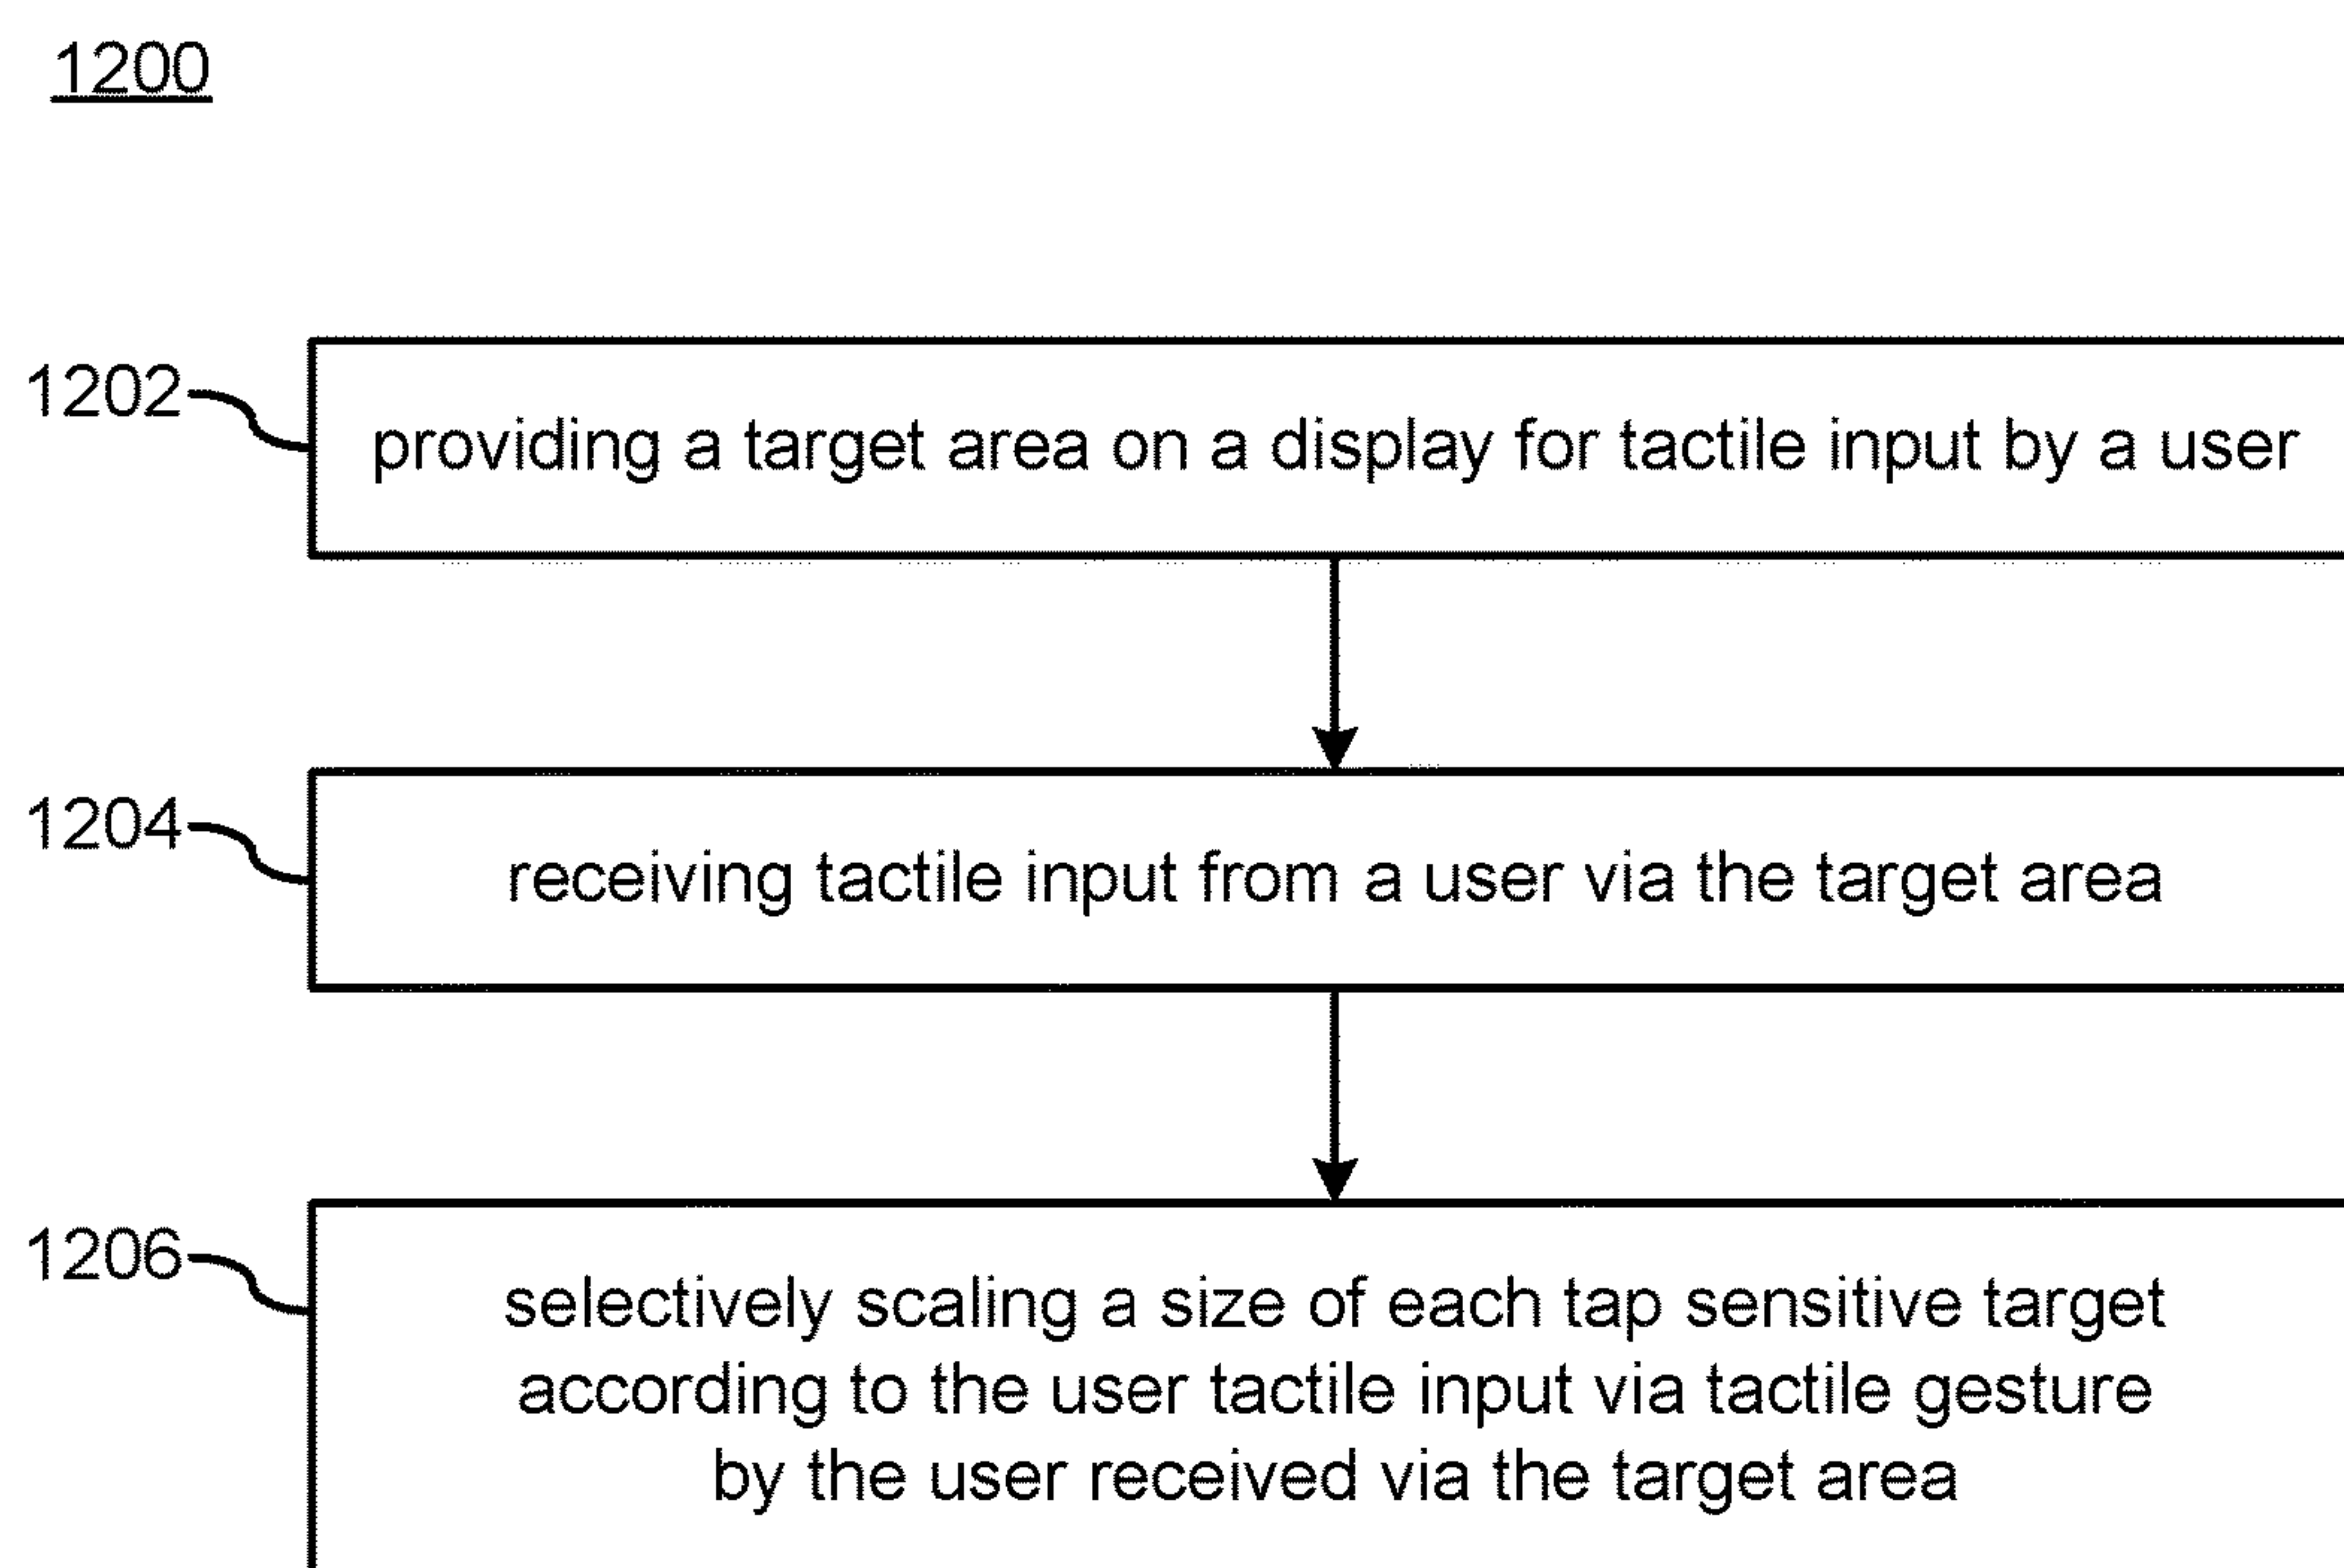 1200
1202
providing a target area on a display for tactile input by a user
1204
receiving tactile input from a user via the target area
1206
selectively scaling a size of each tap sensitive target
according to the user tactile input via tactile gesture
by the user received via the target area